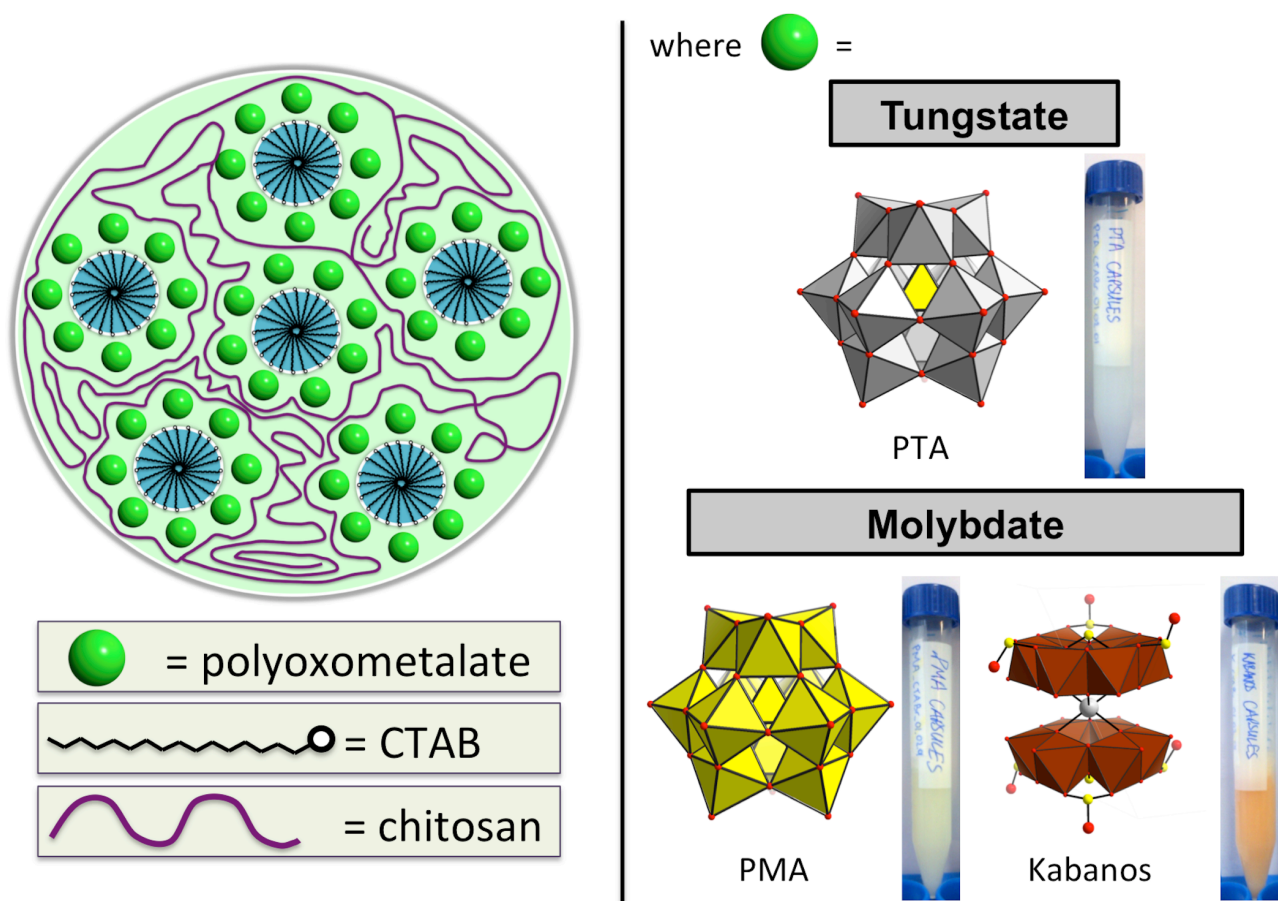 where =
Tungstate
PTA CAPSULES
PTA
= polyoxometalate
= CTAB
= chitosan
Molybdate
PMA CAPSULES
KABANOS CAPSULES
PMA
Kabanos